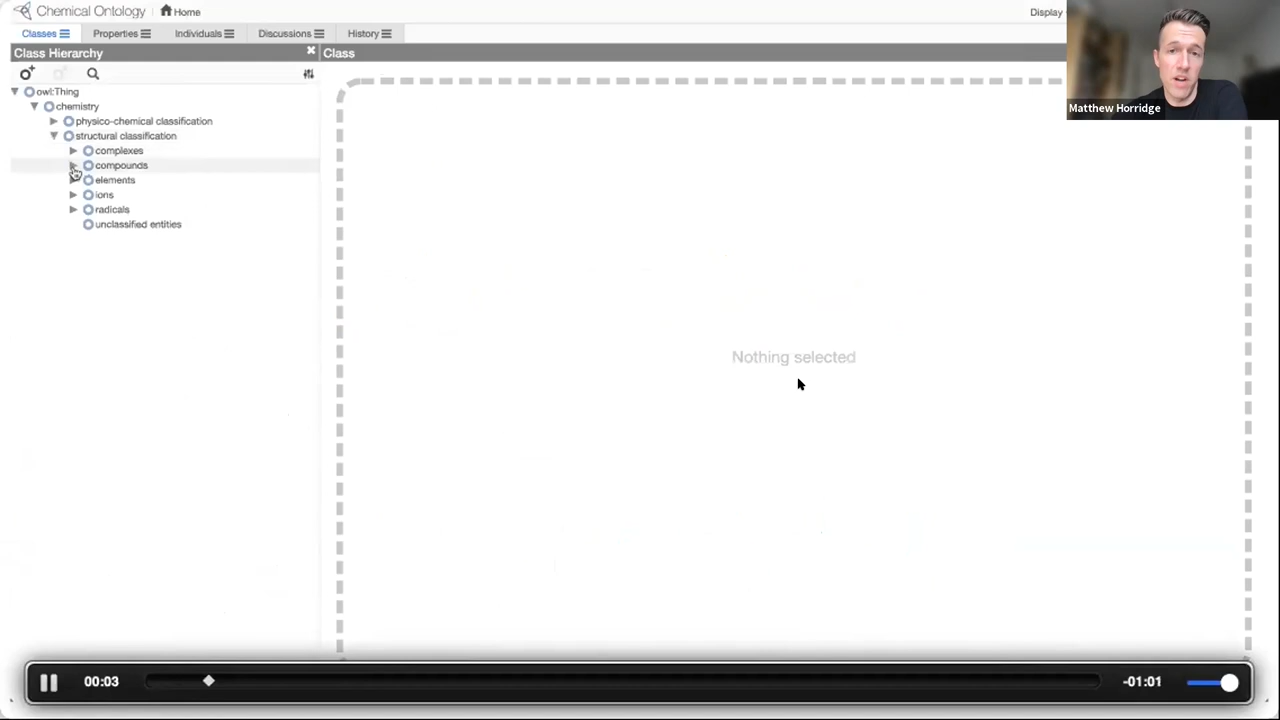 Chemical Ontology Home Display
Classes Properties Individuals Discussions History
Class Hierarchy Class
owl:Thing
chemistry
physico-chemical classification
structural classification
complexes
compounds
elements
ions
radicals
unclassified entities
Matthew Horridge
Nothing selected
00:03 -01:01